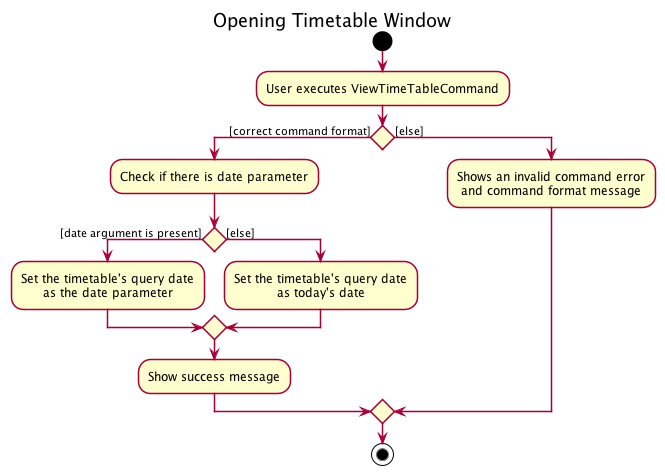 Opening Timetable Window
User executes ViewTimeTableCommand
[correct command format]
[else]
Check if there is date parameter
Shows an invalid command error
and command format message
[date argument is present]
[else]
Set the timetable's query date
as the date parameter
Set the timetable's query date
as today's date
Show success message